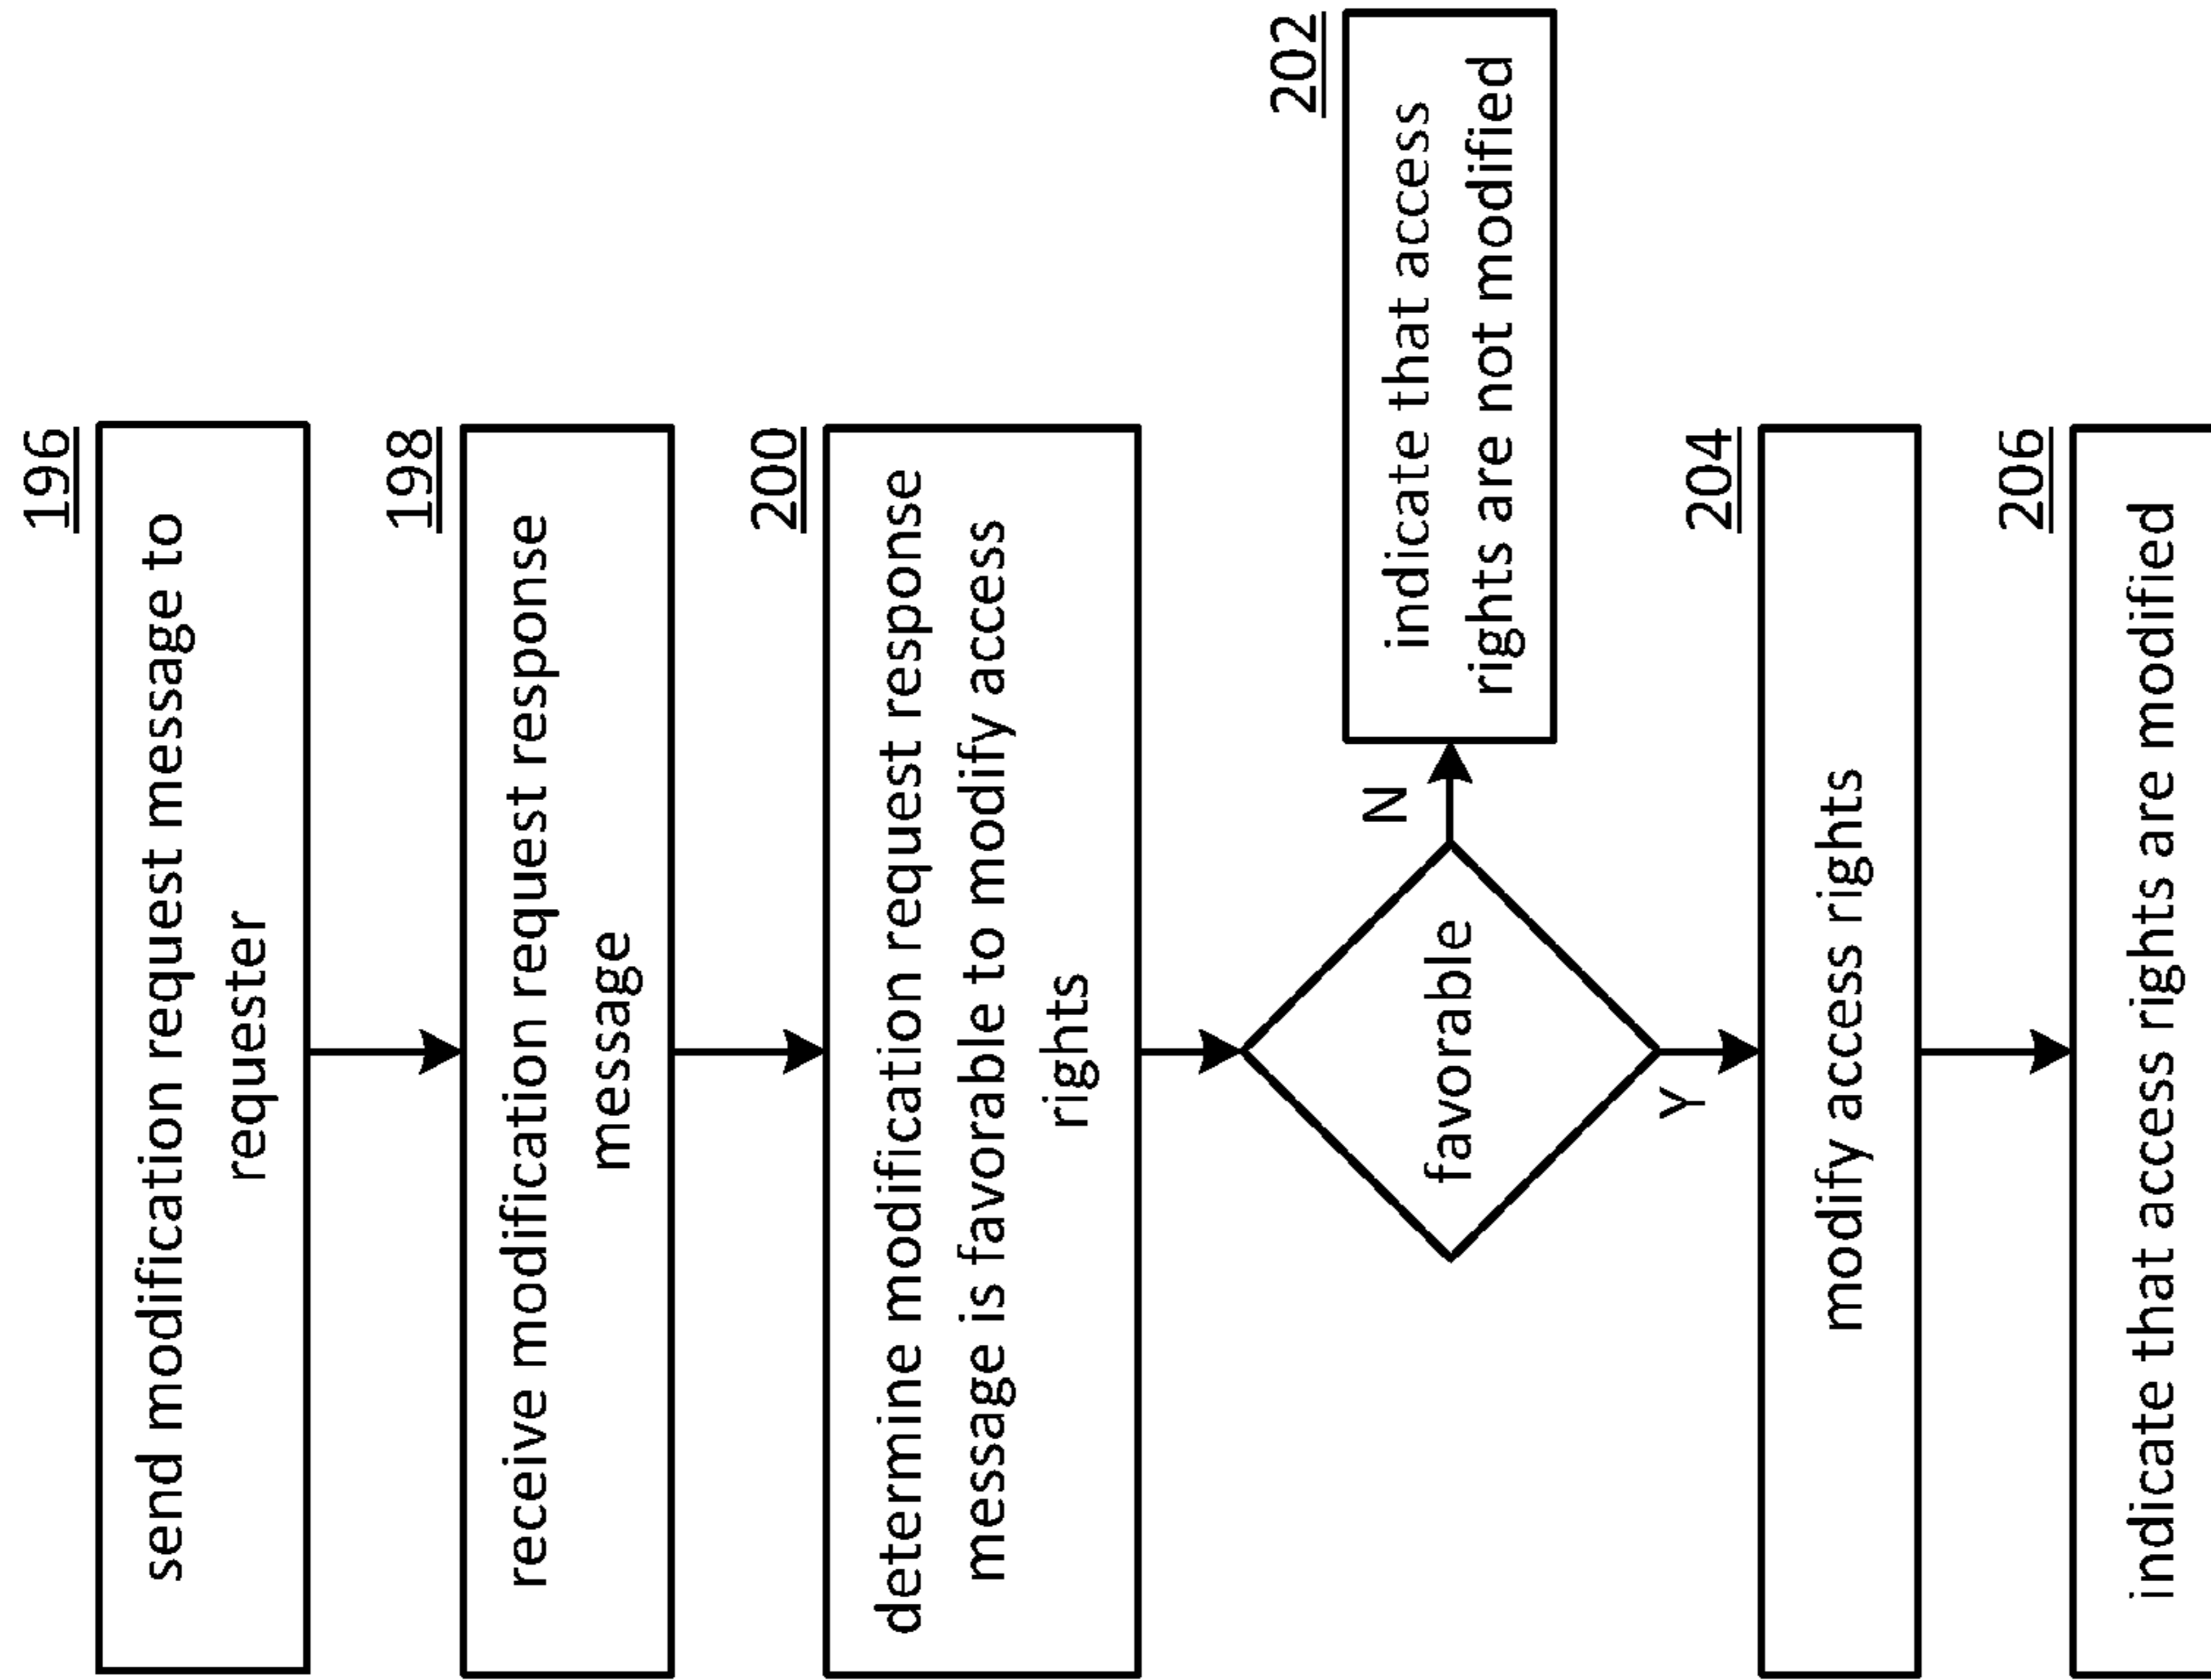 196
send modification request message to
requester
198
receive modification request response
message
200
determine modification request response
message is favorable to modify access
rights
favorable
N
202
indicate that access
rights are not modified
Y
204
modify access rights
206
indicate that access rights are modified